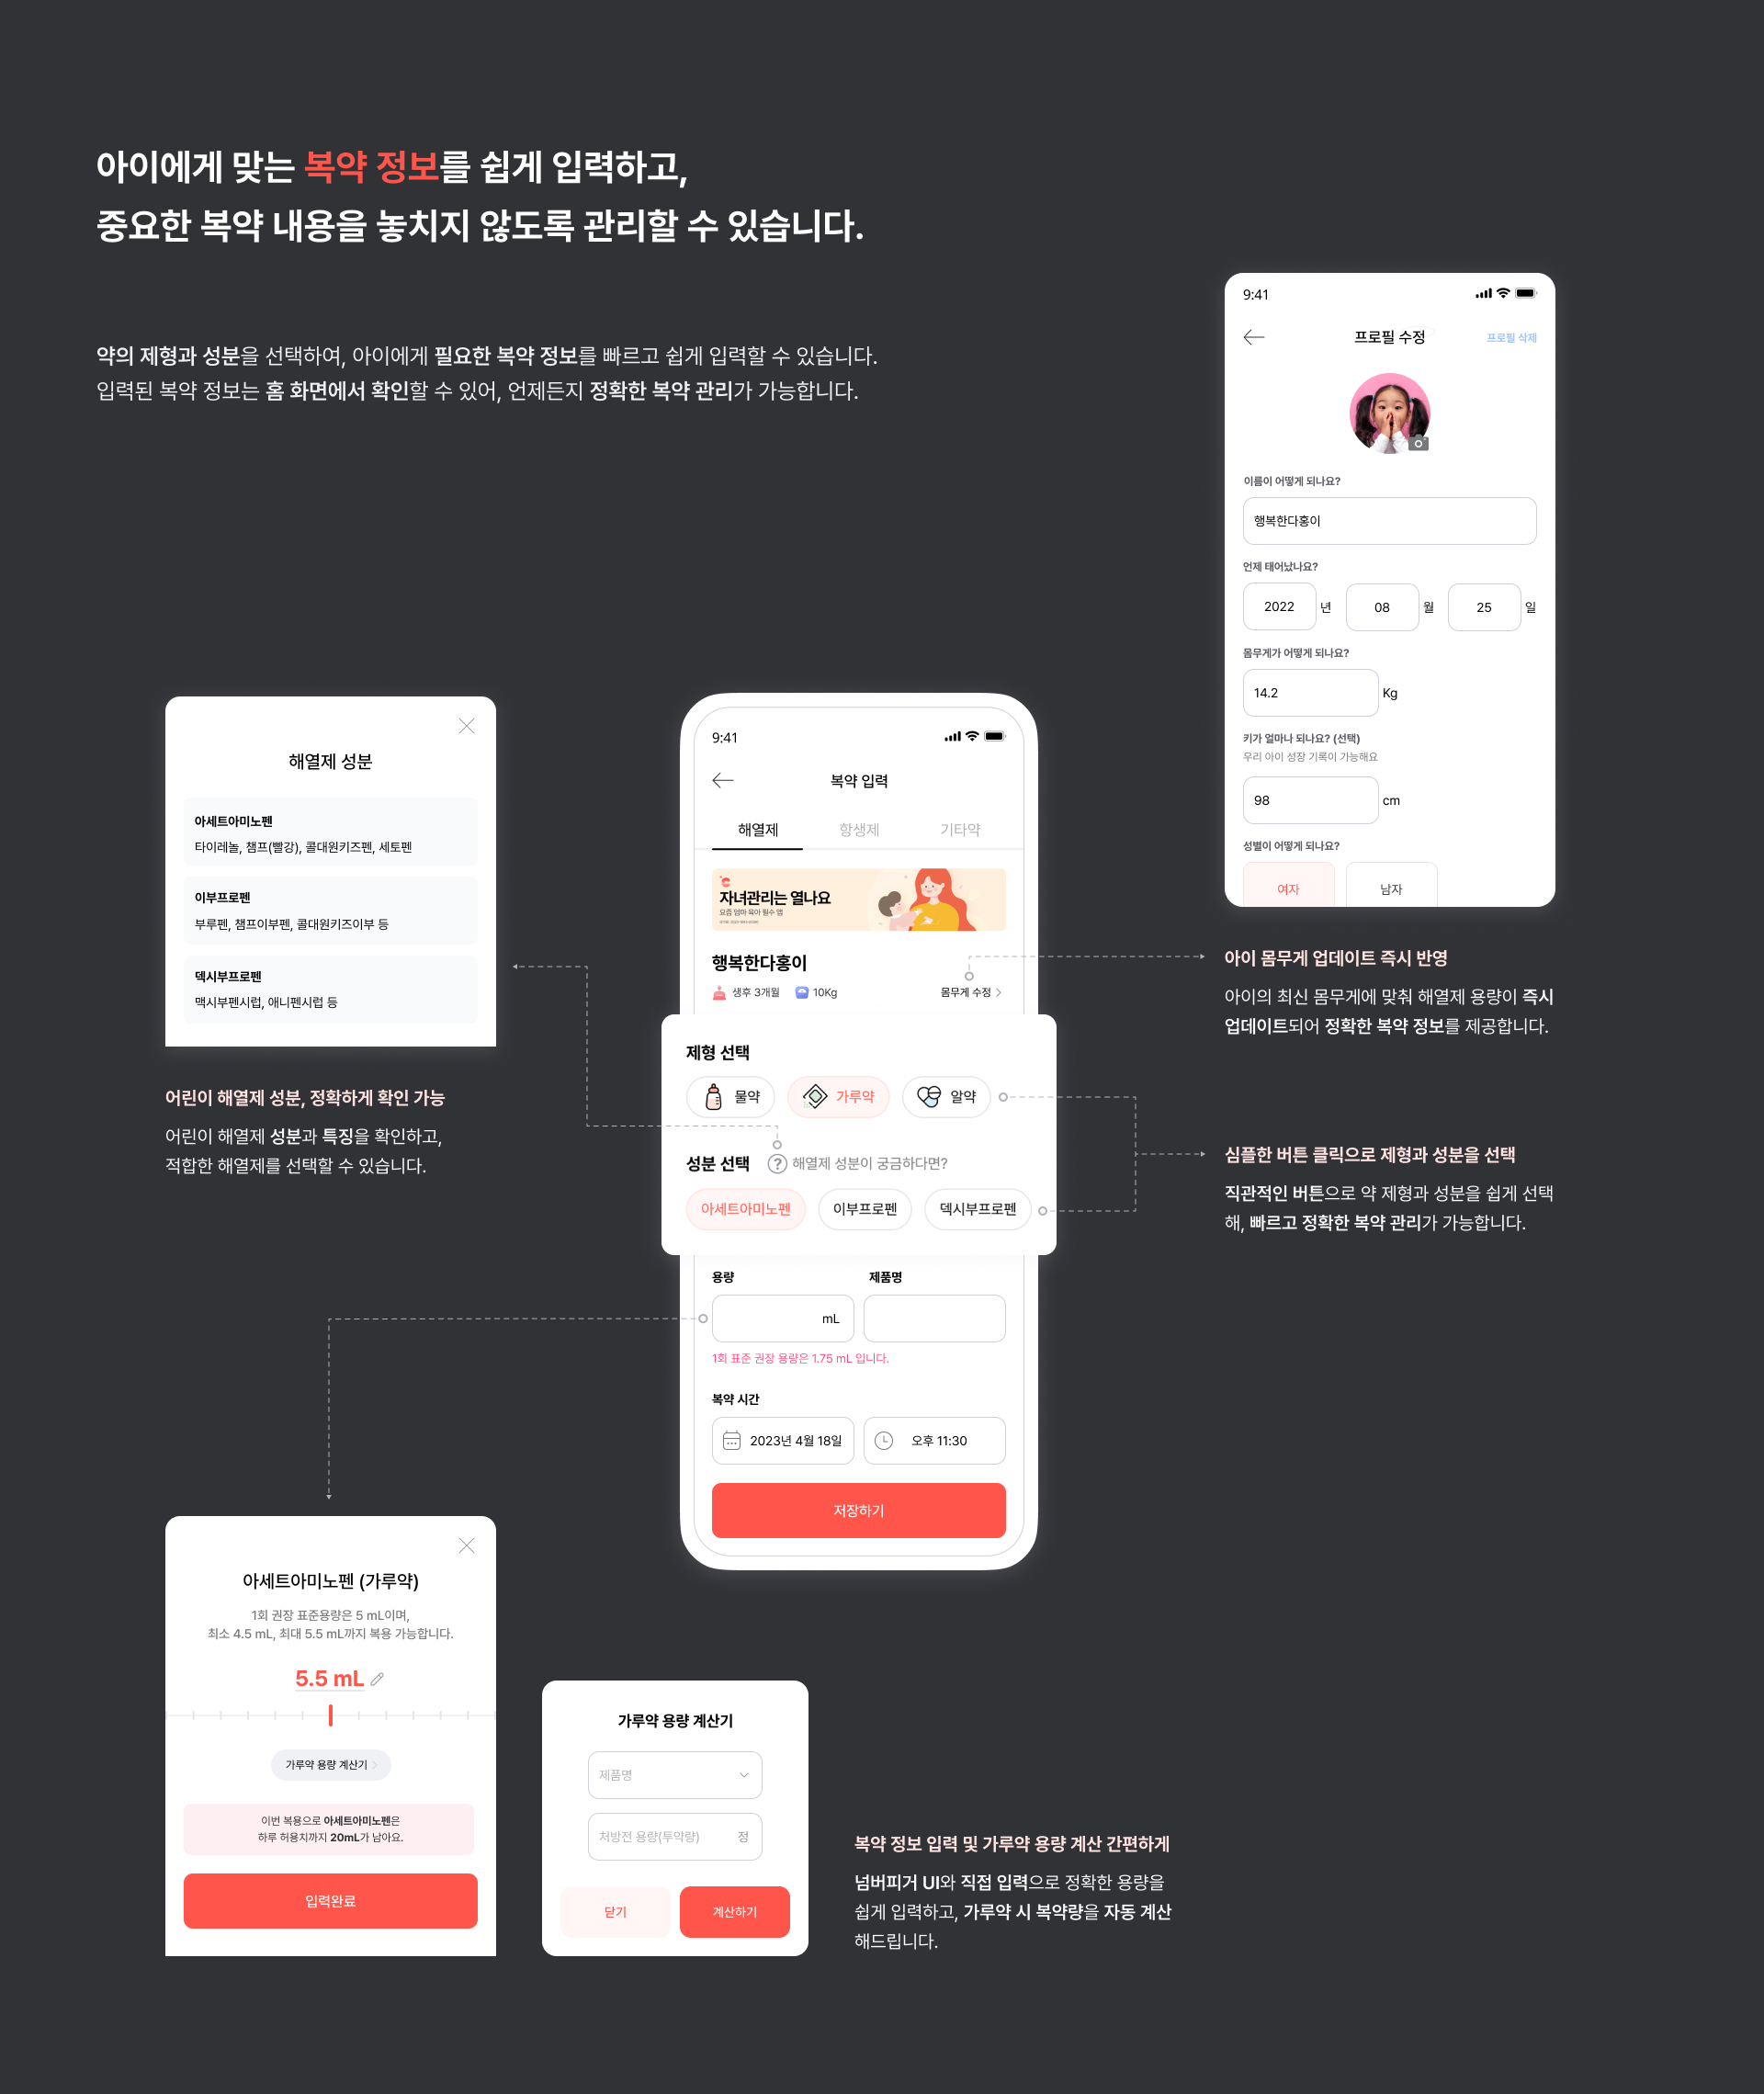 아이에게 맞는 복약 정보를 쉽게 입력하고,
중요한 복약 내용을 놓치지 않도록 관리할 수 있습니다.
약의 제형과 성분을 선택하여, 아이에게 필요한 복약 정보를 빠르고 쉽게 입력할 수 있습니다.
입력된 복약 정보는 홈 화면에서 확인할 수 있어, 언제든지 정확한 복약 관리가 가능합니다.
9:41
프로필 수정
프로필 삭제
이름이 어떻게 되나요?
행복한다홍이
언제 태어났나요?
2022 년 08 월 25 일
몸무게가 어떻게 되나요?
14.2 Kg
키가 얼마나 되나요? (선택)
우리 아이 성장 기록이 가능해요
98 cm
성별이 어떻게 되나요?
여자 남자
아이 몸무게 업데이트 즉시 반영
아이의 최신 몸무게에 맞춰 해열제 용량이 즉시
업데이트되어 정확한 복약 정보를 제공합니다.
해열제 성분
아세트아미노펜
타이레놀, 챔프(빨강), 콜대원키즈펜, 세토펜
이부프로펜
부루펜, 챔프이부펜, 콜대원키즈이부 등
덱시부프로펜
맥시부펜시럽, 애니펜시럽 등
어린이 해열제 성분, 정확하게 확인 가능
어린이 해열제 성분과 특징을 확인하고,
적합한 해열제를 선택할 수 있습니다.
9:41
복약 입력
해열제 항생제 기타약
자녀관리는 열나요
요즘 엄마 육아 필수 앱
행복한다홍이
생후 3개월 10Kg 몸무게 수정
제형 선택
물약 가루약 알약
성분 선택 ? 해열제 성분이 궁금하다면?
아세트아미노펜 이부프로펜 덱시부프로펜
용량 제품명
mL
1회 표준 권장 용량은 1.75 mL 입니다.
복약 시간
2023년 4월 18일 오후 11:30
저장하기
심플한 버튼 클릭으로 제형과 성분을 선택
직관적인 버튼으로 약 제형과 성분을 쉽게 선택
해, 빠르고 정확한 복약 관리가 가능합니다.
아세트아미노펜 (가루약)
1회 권장 표준용량은 5 mL이며,
최소 4.5 mL, 최대 5.5 mL까지 복용 가능합니다.
5.5 mL
가루약 용량 계산기
이번 복용으로 아세트아미노펜은
하루 허용치까지 20mL가 남아요.
입력완료
가루약 용량 계산기
제품명
처방전 용량(투약량) 정
닫기 계산하기
복약 정보 입력 및 가루약 용량 계산 간편하게
넘버피거 UI와 직접 입력으로 정확한 용량을
쉽게 입력하고, 가루약 시 복약량을 자동 계산
해드립니다.